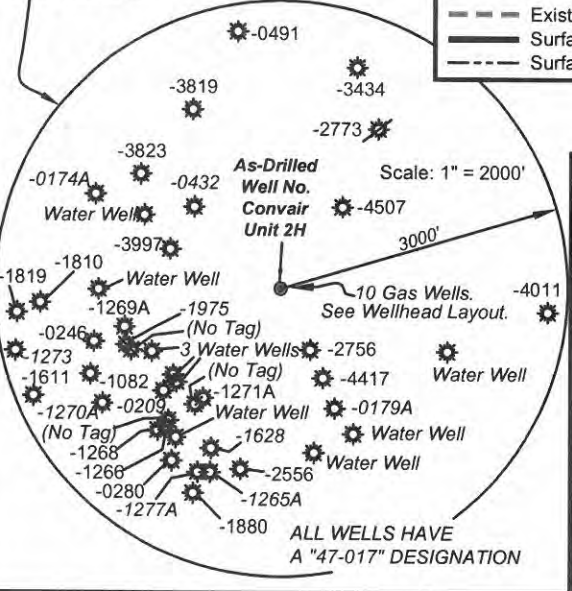 -0491
Exist
Surfa
Surfa
-3819
-3434
-2773
-3823
-0174A
-0432
As-Drilled
Well No.
Convair
Unit 2H
Scale: 1" = 2000'
Water Well
-4507
-3997
3000'
-1819
-1810
Water Well
10 Gas Wells.
See Wellhead Layout.
-4011
-1269A
-1975
(No Tag)
-0246
3 Water Wells
-2756
Water Well
-1273
(No Tag)
-1611
-1082
-1271A
-4417
-1270A
-0209
Water Well
-0179A
(No Tag)
-1268
-1628
Water Well
-1266
-2556
Water Well
-0280
-1277A
-1265A
-1880
ALL WELLS HAVE
A "47-017" DESIGNATION